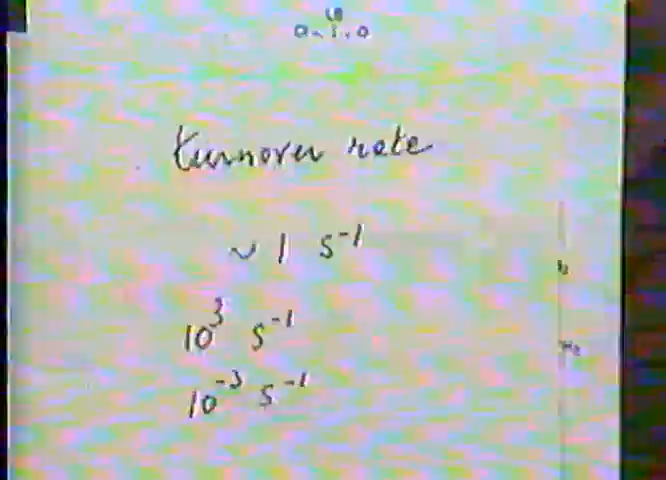 turnover rate
~ 1 s⁻¹
10³ s⁻¹
10⁻³ s⁻¹